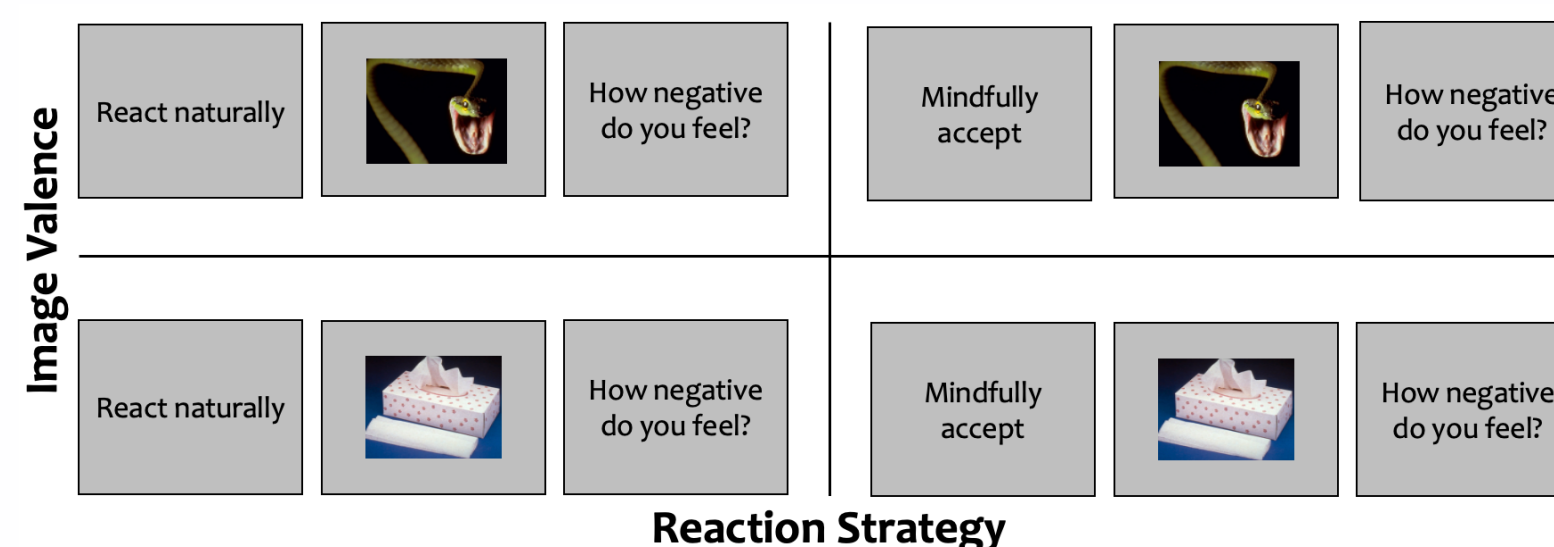 Image Valence
React naturally
How negative
do you feel?
Mindfully
accept
How negative
do you feel?
React naturally
How negative
do you feel?
Mindfully
accept
How negative
do you feel?
Reaction Strategy